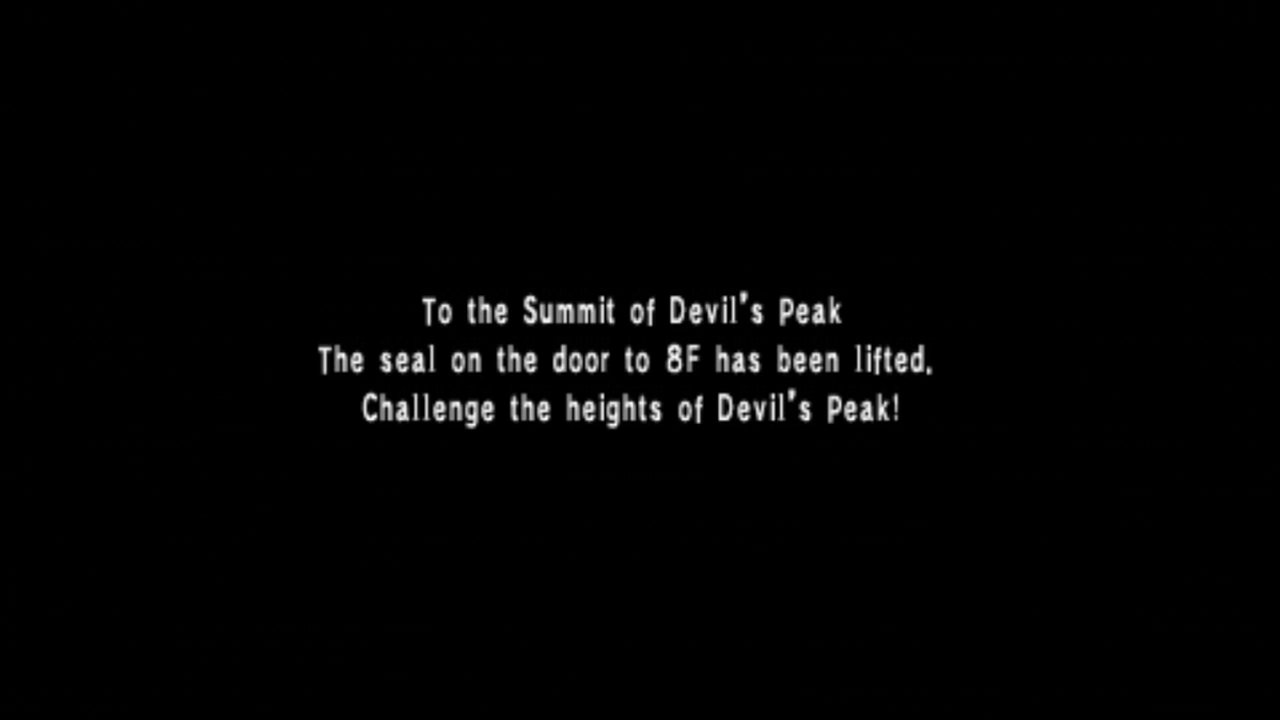 To the Summit of Devil's Peak
The seal on the door to 8F has been lifted.
Challenge the heights of Devil's Peak!